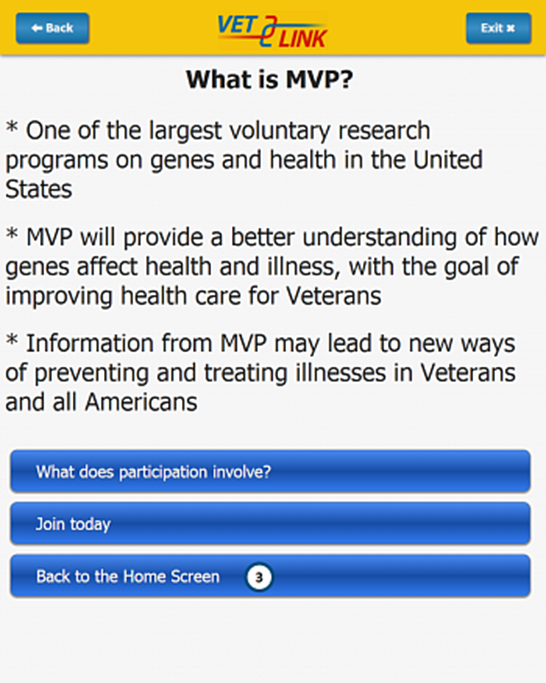 Back
VET LINK
Exit
What is MVP?
* One of the largest voluntary research
programs on genes and health in the United
States
* MVP will provide a better understanding of how
genes affect health and illness, with the goal of
improving health care for Veterans
* Information from MVP may lead to new ways
of preventing and treating illnesses in Veterans
and all Americans
What does participation involve?
Join today
Back to the Home Screen 3